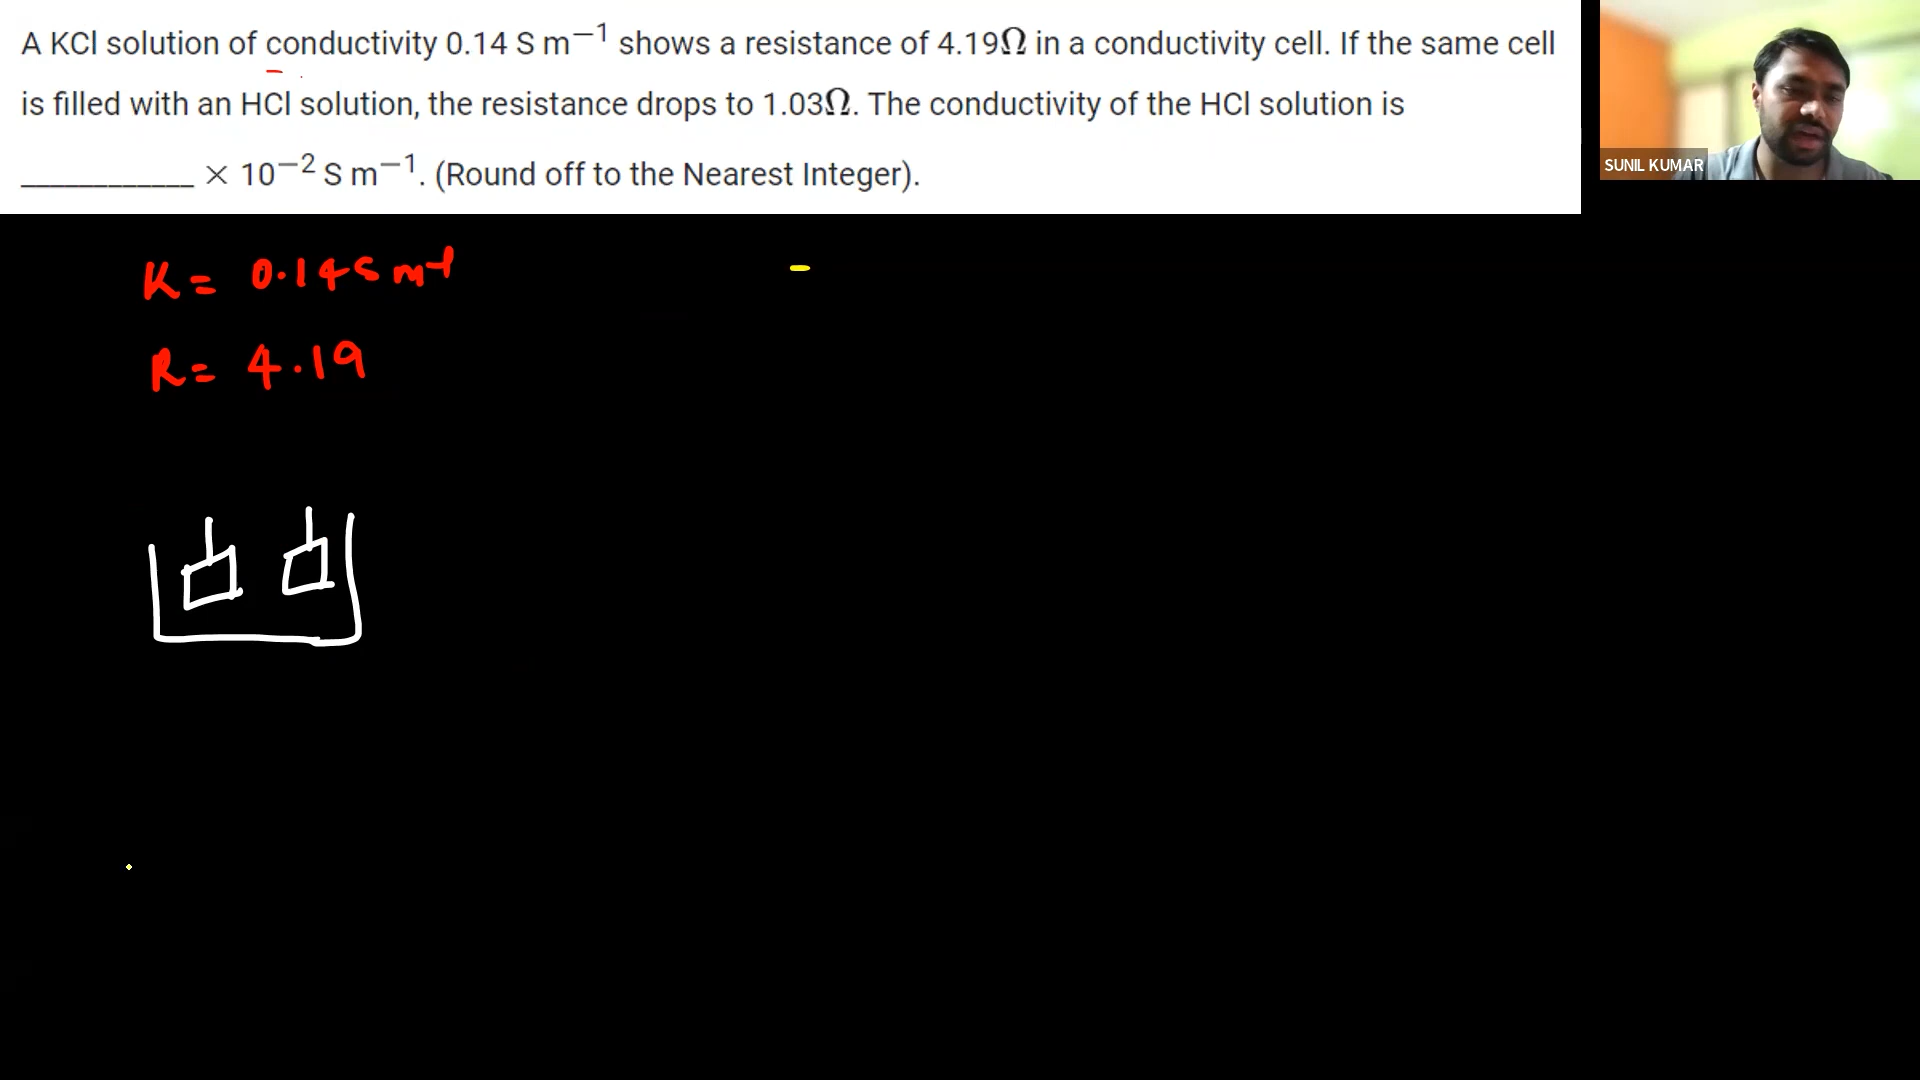 A KCl solution of conductivity 0.14 S m⁻¹ shows a resistance of 4.19Ω in a conductivity cell. If the same cell
is filled with an HCl solution, the resistance drops to 1.03Ω. The conductivity of the HCl solution is
____________ × 10⁻² S m⁻¹. (Round off to the Nearest Integer).
SUNIL KUMAR
K = 0.14 S m⁻¹
R = 4.19